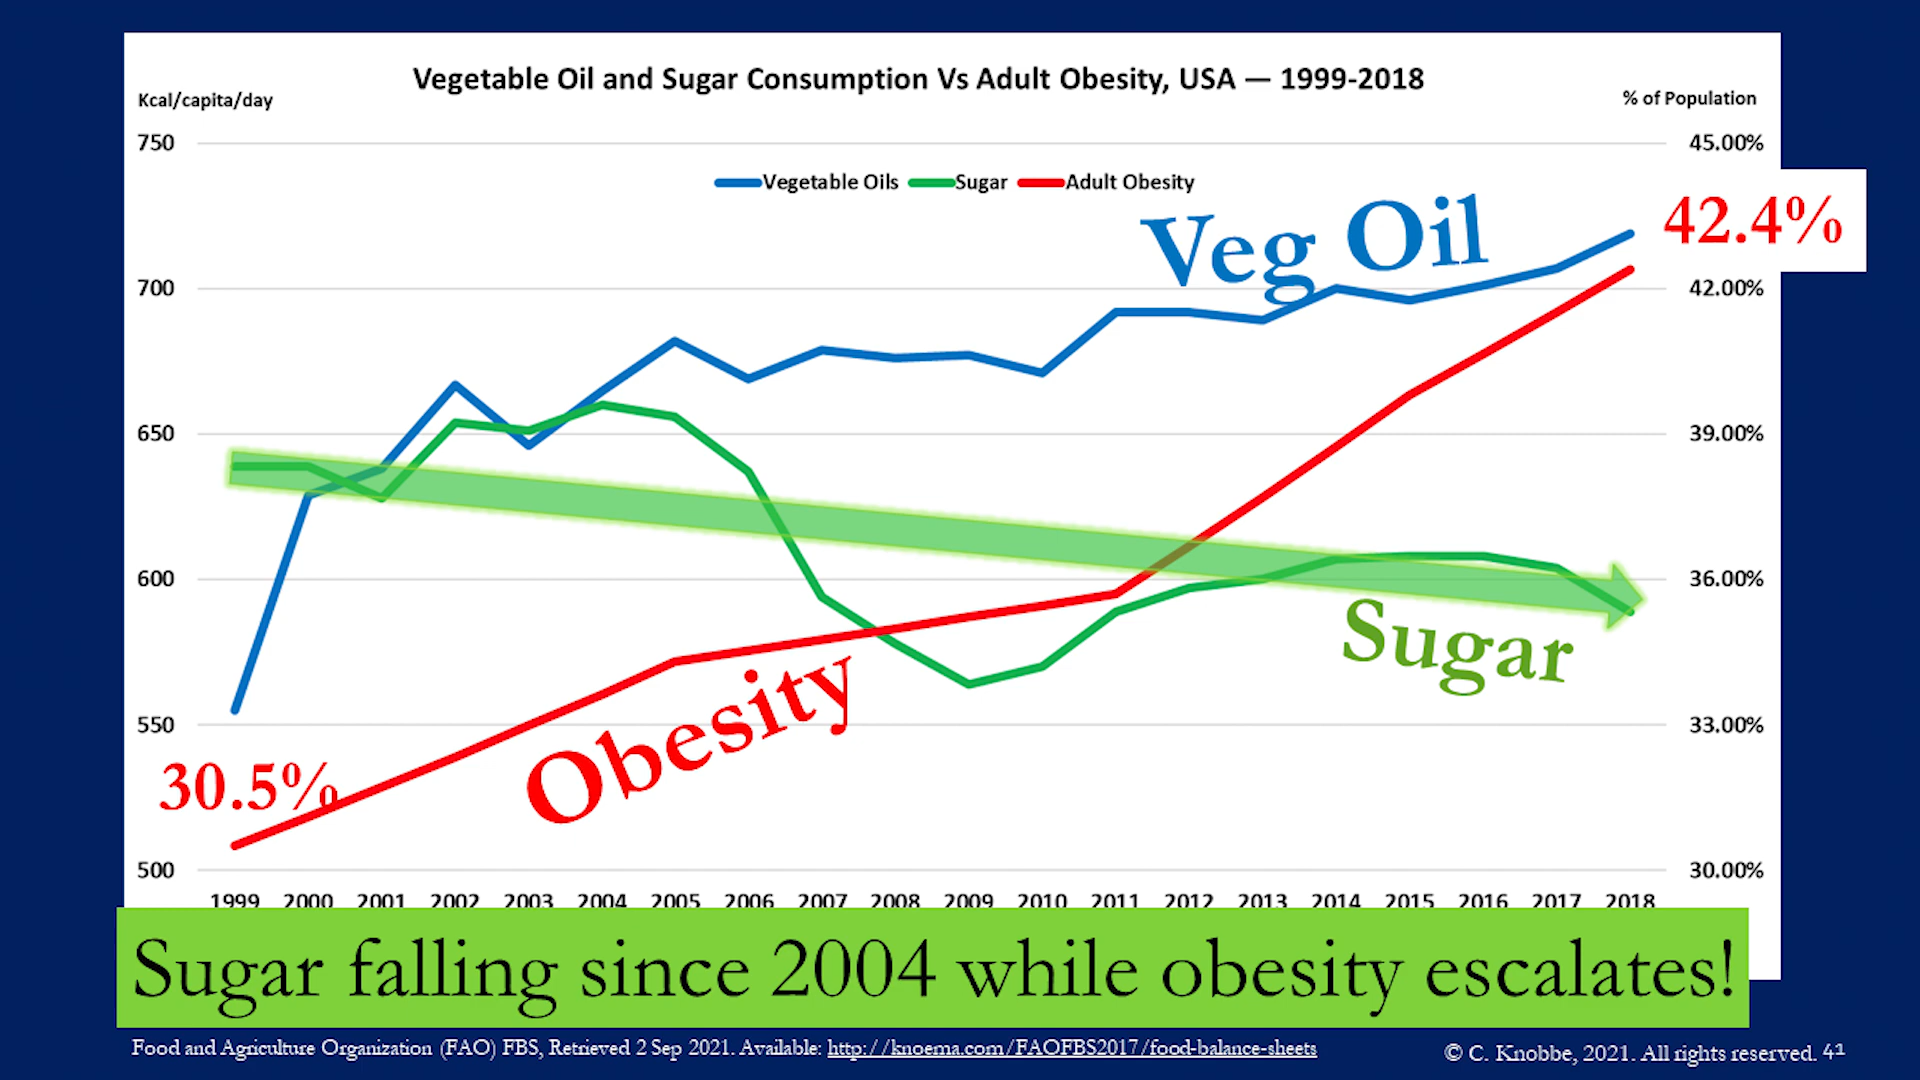 Vegetable Oil and Sugar Consumption Vs Adult Obesity, USA — 1999-2018
Kcal/capita/day
% of Population
750
45.00%
Vegetable Oils Sugar Adult Obesity
Veg Oil
42.4%
700
42.00%
650
39.00%
600
36.00%
Sugar
Obesity
550
33.00%
30.5%
500
30.00%
1999 2000 2001 2002 2003 2004 2005 2006 2007 2008 2009 2010 2011 2012 2013 2014 2015 2016 2017 2018
Sugar falling since 2004 while obesity escalates!
Food and Agriculture Organization (FAO) FBS, Retrieved 2 Sep 2021. Available: http://knoema.com/FAOFBS2017/food-balance-sheets
© C. Knobbe, 2021. All rights reserved. 41